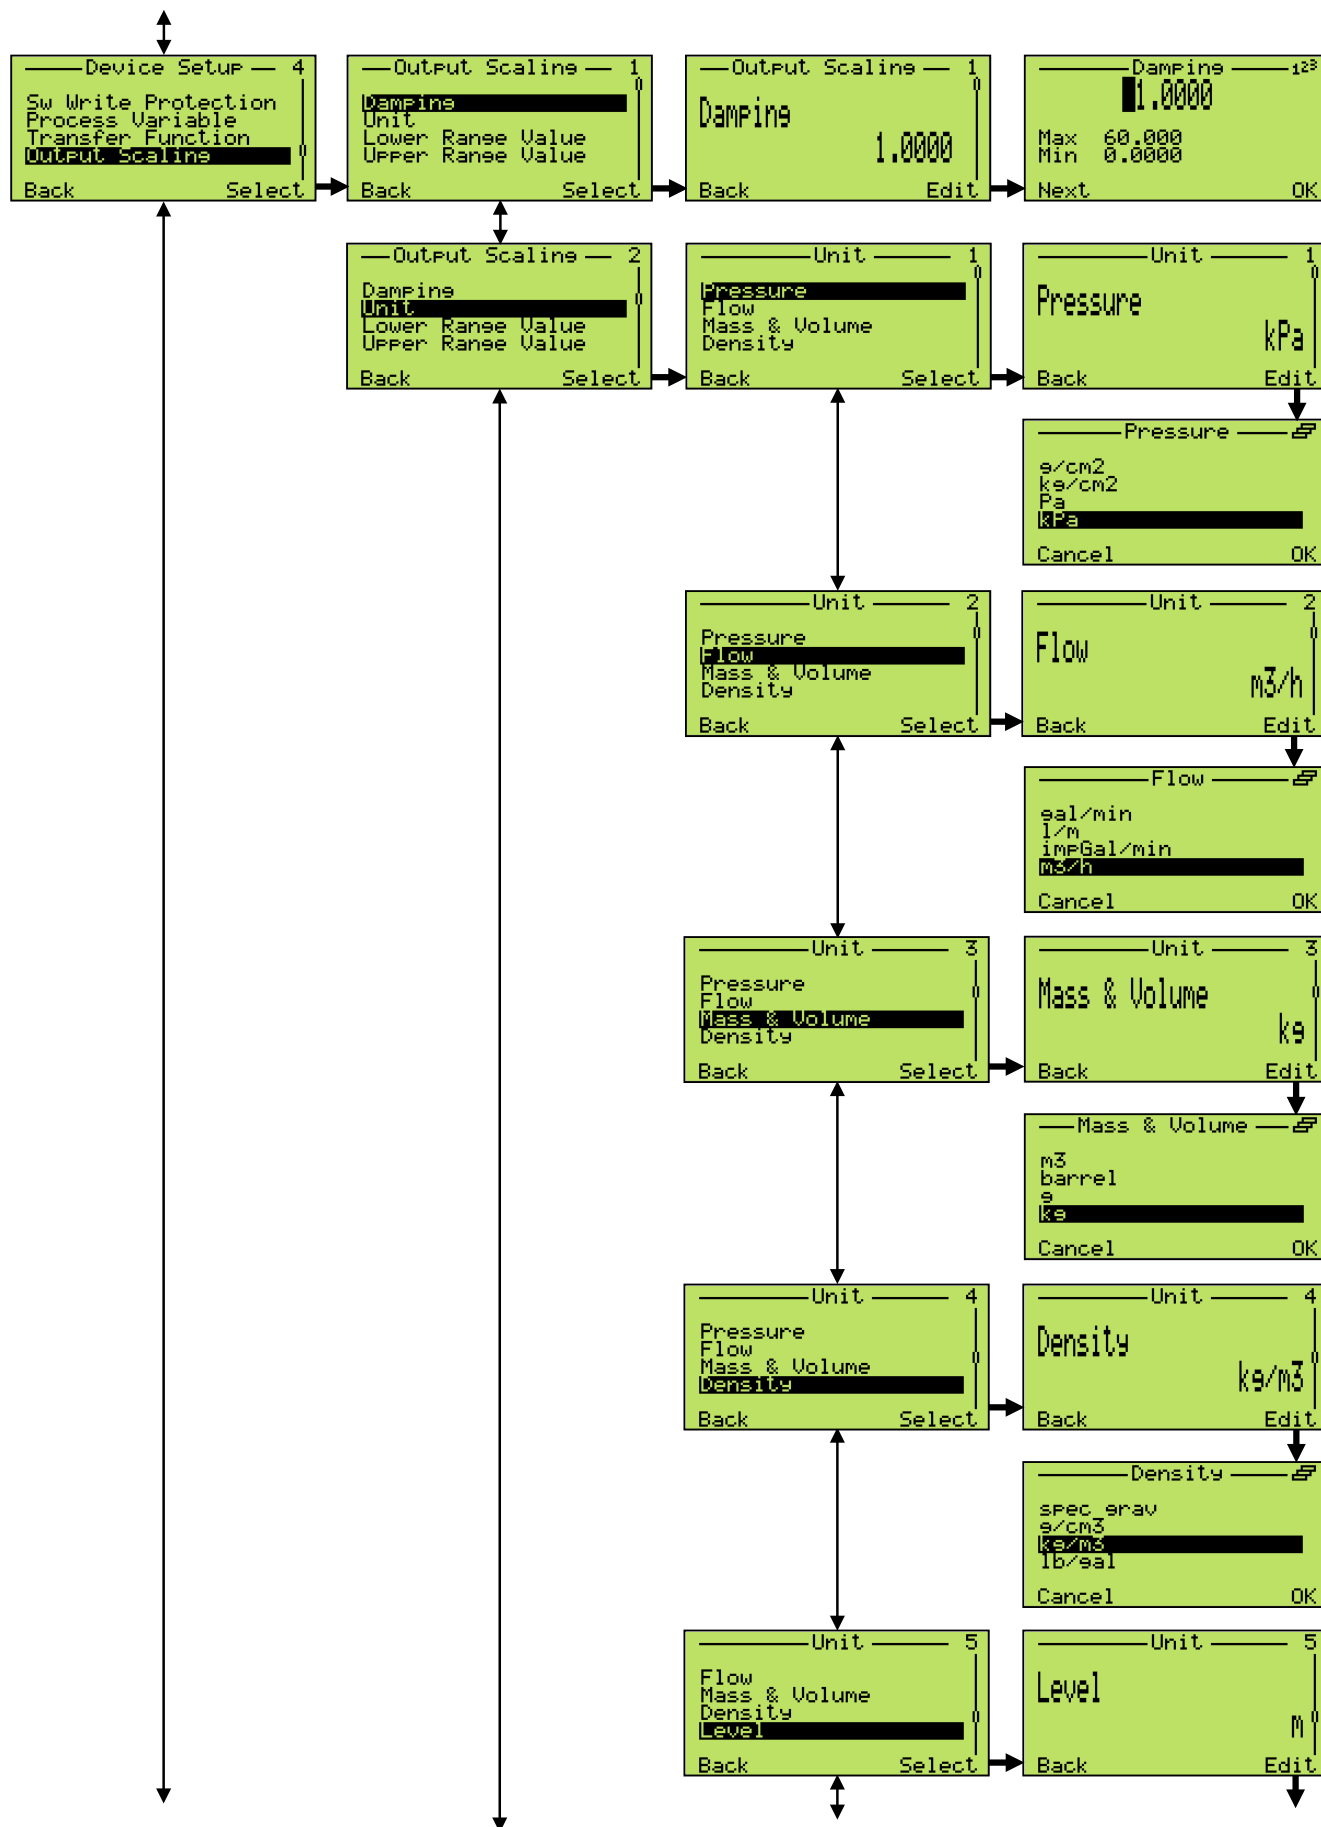 Device Setup 4
Sw Write Protection
Process Variable
Transfer Function
Output Scaling
Back Select
Output Scaling 1
Damping
Unit
Lower Range Value
Upper Range Value
Back Select
Output Scaling 1
Damping
1.0000
Back Edit
Damping 123
1.0000
Max 60.000
Min 0.0000
Next OK
Output Scaling 2
Damping
Unit
Lower Range Value
Upper Range Value
Back Select
Unit 1
Pressure
Flow
Mass & Volume
Density
Back Select
Unit 1
Pressure
kPa
Back Edit
Pressure
g/cm2
kg/cm2
Pa
kPa
Cancel OK
Unit 2
Pressure
Flow
Mass & Volume
Density
Back Select
Unit 2
Flow
m3/h
Back Edit
Flow
gal/min
l/m
impGal/min
m3/h
Cancel OK
Unit 3
Pressure
Flow
Mass & Volume
Density
Back Select
Unit 3
Mass & Volume
kg
Back Edit
Mass & Volume
m3
barrel
g
kg
Cancel OK
Unit 4
Pressure
Flow
Mass & Volume
Density
Back Select
Unit 4
Density
kg/m3
Back Edit
Density
spec grav
g/cm3
kg/m3
lb/gal
Cancel OK
Unit 5
Flow
Mass & Volume
Density
Level
Back Select
Unit 5
Level
m
Back Edit